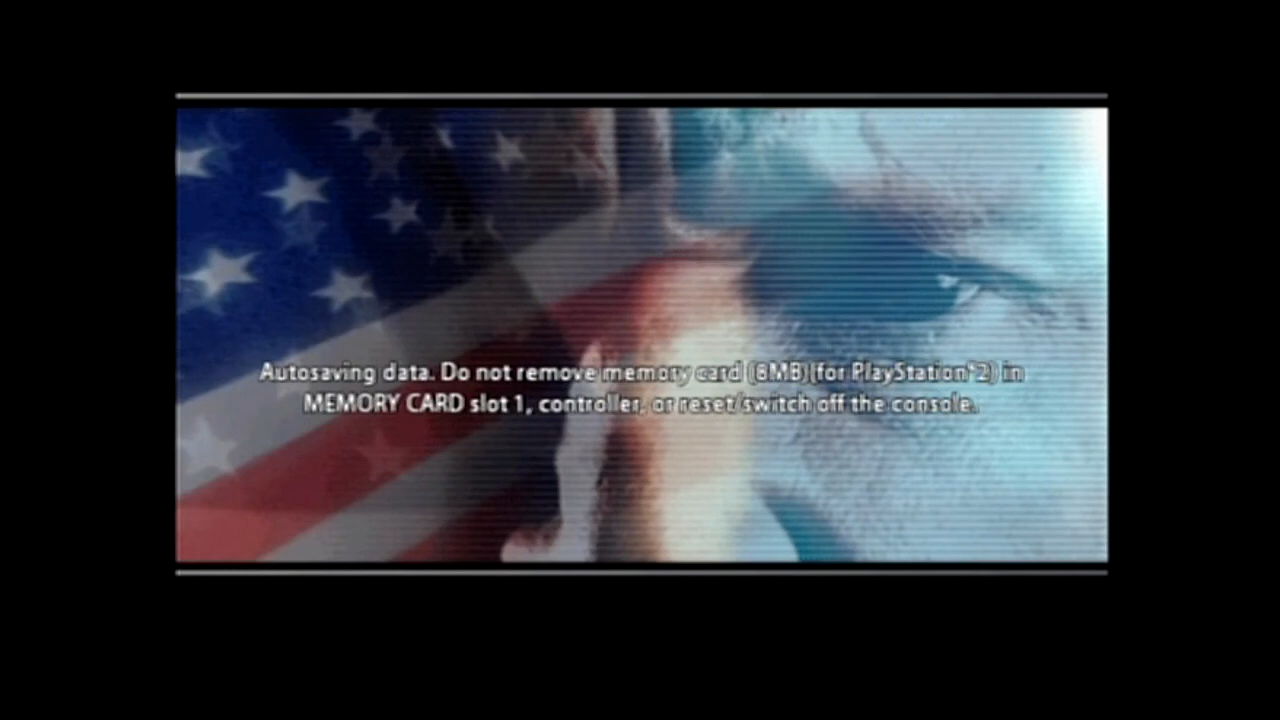 Autosaving data. Do not remove memory card (8MB)(for PlayStation®2) in
MEMORY CARD slot 1, controller, or reset/switch off the console.